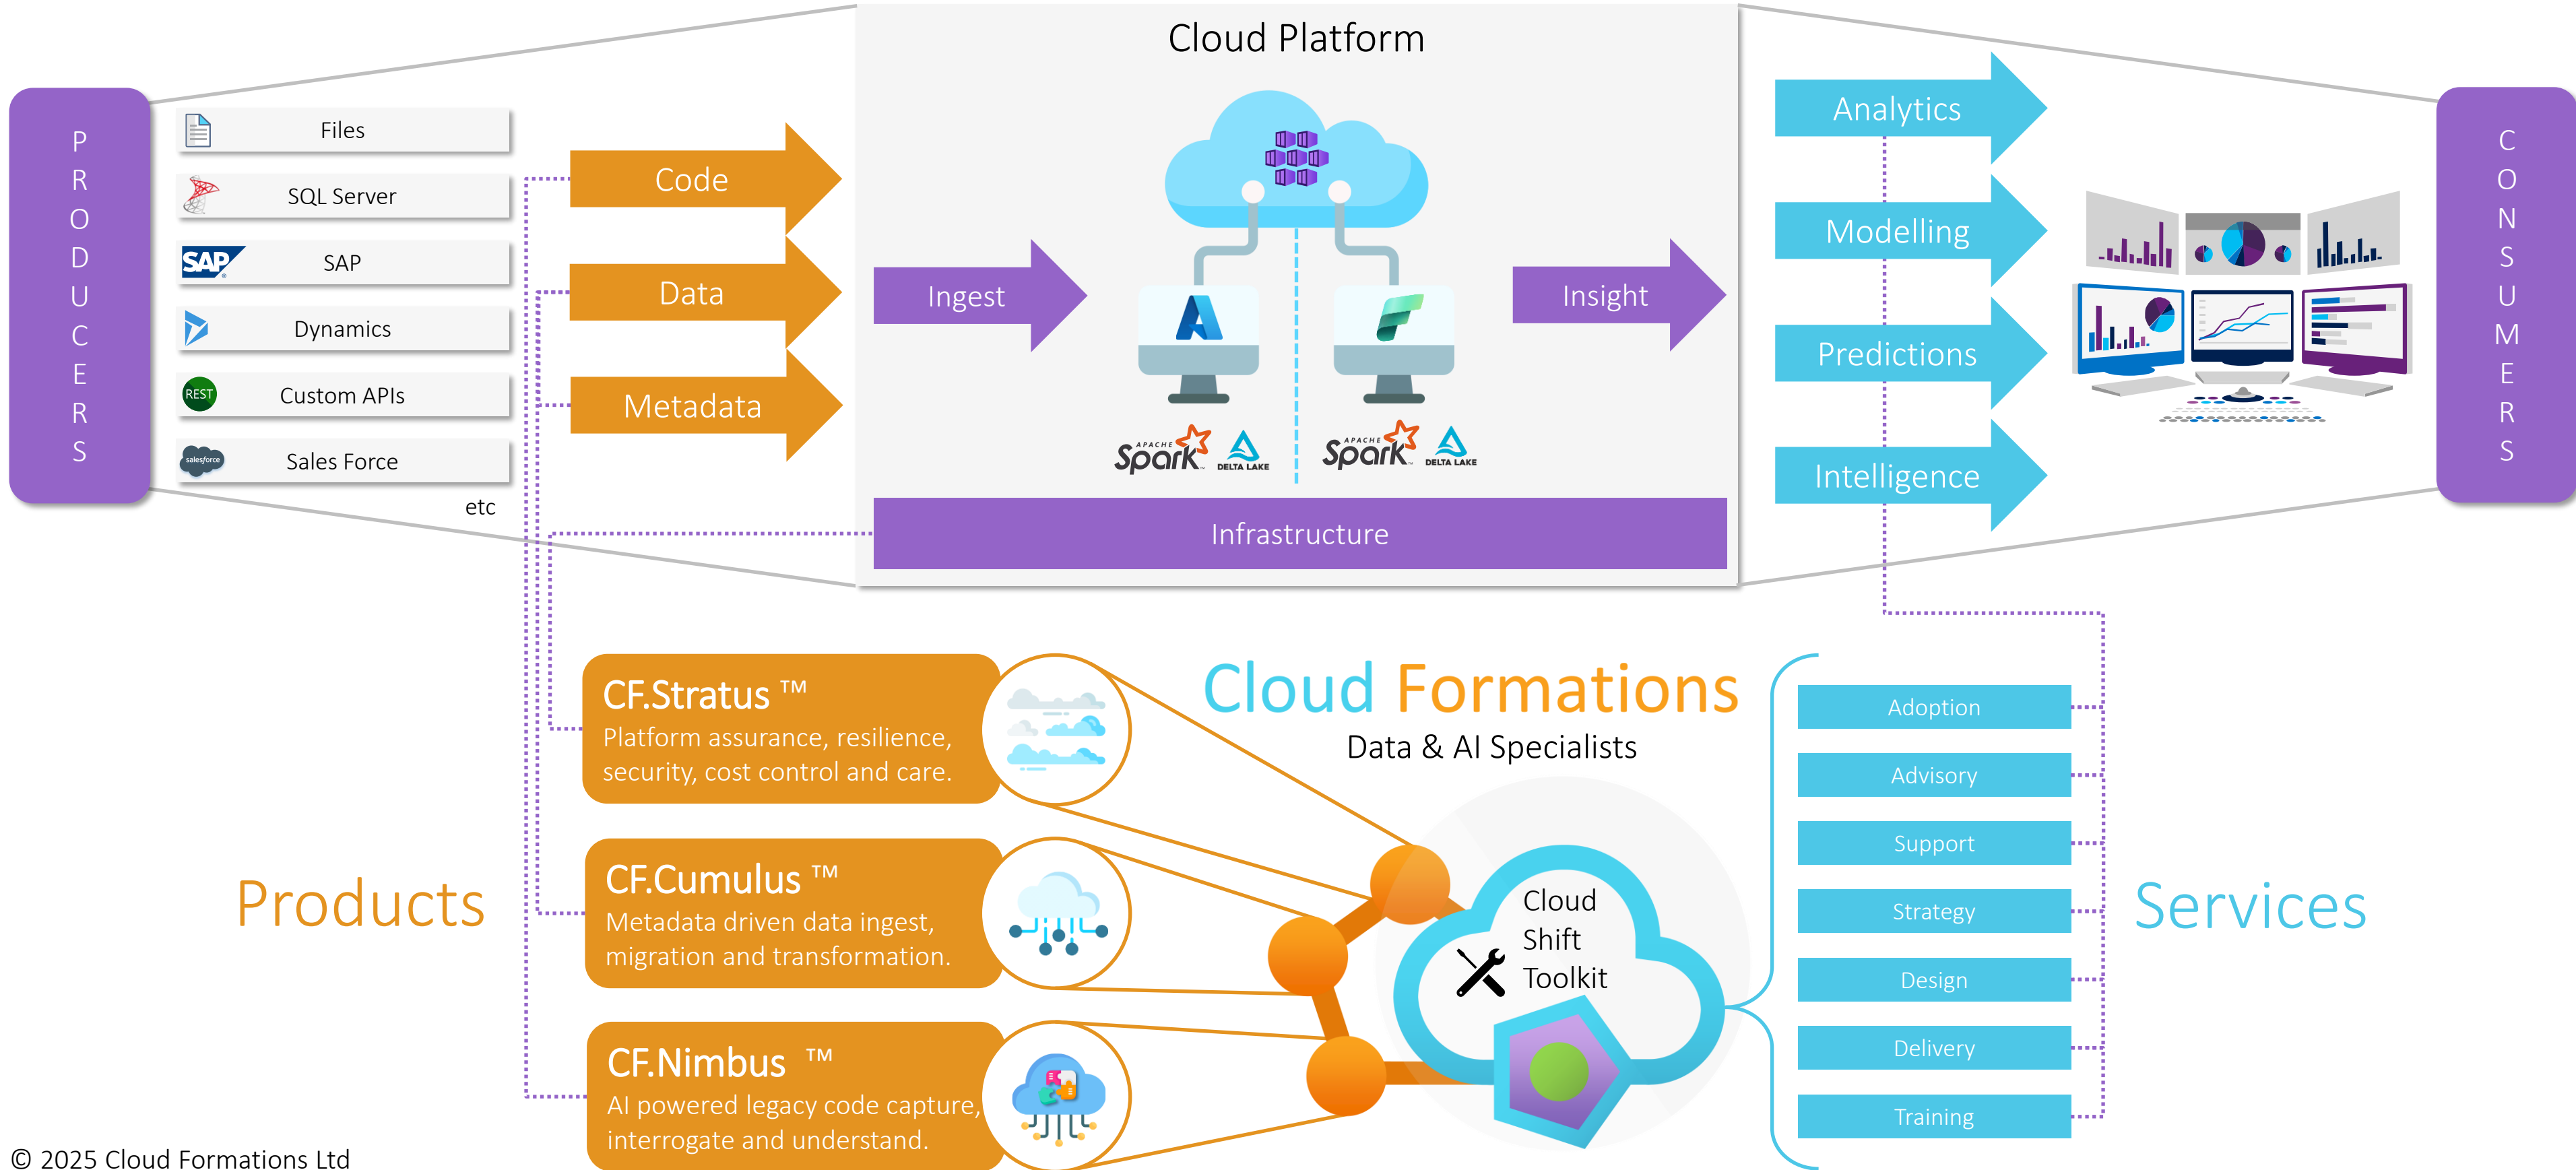 Cloud Platform
PRODUCERS
Files
SQL Server
SAP
SAP
Dynamics
REST
Custom APIs
salesforce
Sales Force
etc
Code
Data
Metadata
Ingest
Insight
APACHE
Spark™
DELTA LAKE
APACHE
Spark™
DELTA LAKE
Infrastructure
Analytics
Modelling
Predictions
Intelligence
CONSUMERS
Products
CF.Stratus ™
Platform assurance, resilience,
security, cost control and care.
CF.Cumulus ™
Metadata driven data ingest,
migration and transformation.
CF.Nimbus ™
AI powered legacy code capture,
interrogate and understand.
Cloud Formations
Data & AI Specialists
Cloud
Shift
Toolkit
Adoption
Advisory
Support
Strategy
Design
Delivery
Training
Services
© 2025 Cloud Formations Ltd